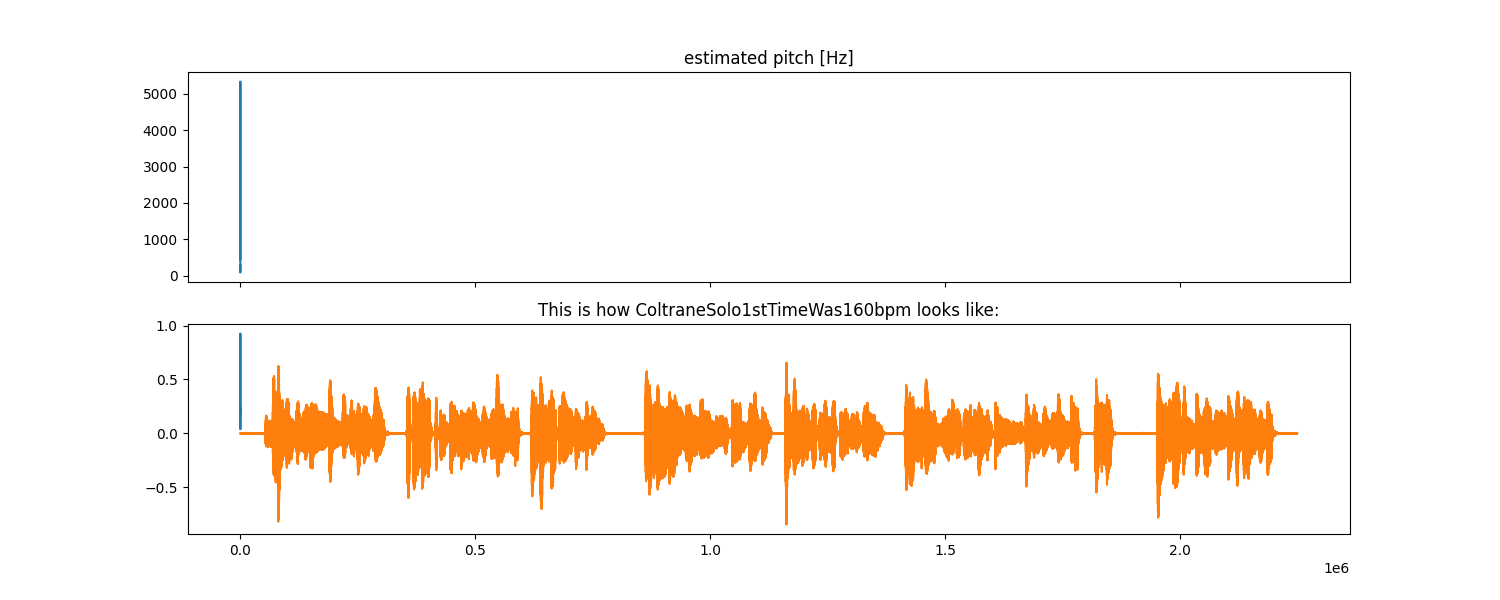 estimated pitch [Hz]
5000
4000
3000
2000
1000
0
This is how ColtraneSolo1stTimeWas160bpm looks like:
1.0
0.5
0.0
−0.5
0.0 0.5 1.0 1.5 2.0
1e6